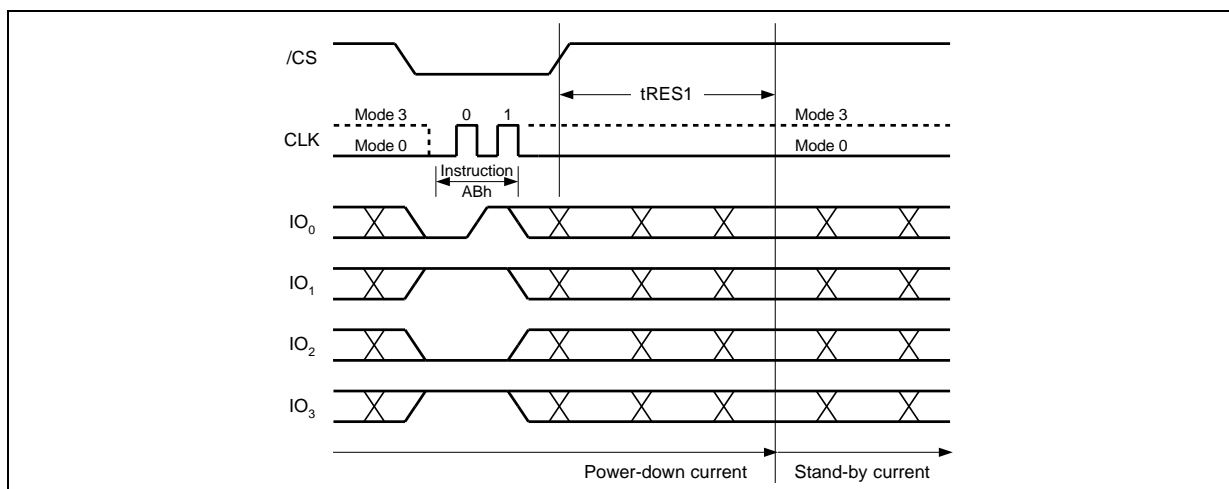 /CS
tRES1
Mode 3 0 1 Mode 3
CLK
Mode 0 Mode 0
Instruction
ABh
IO0
IO1
IO2
IO3
Power-down current Stand-by current